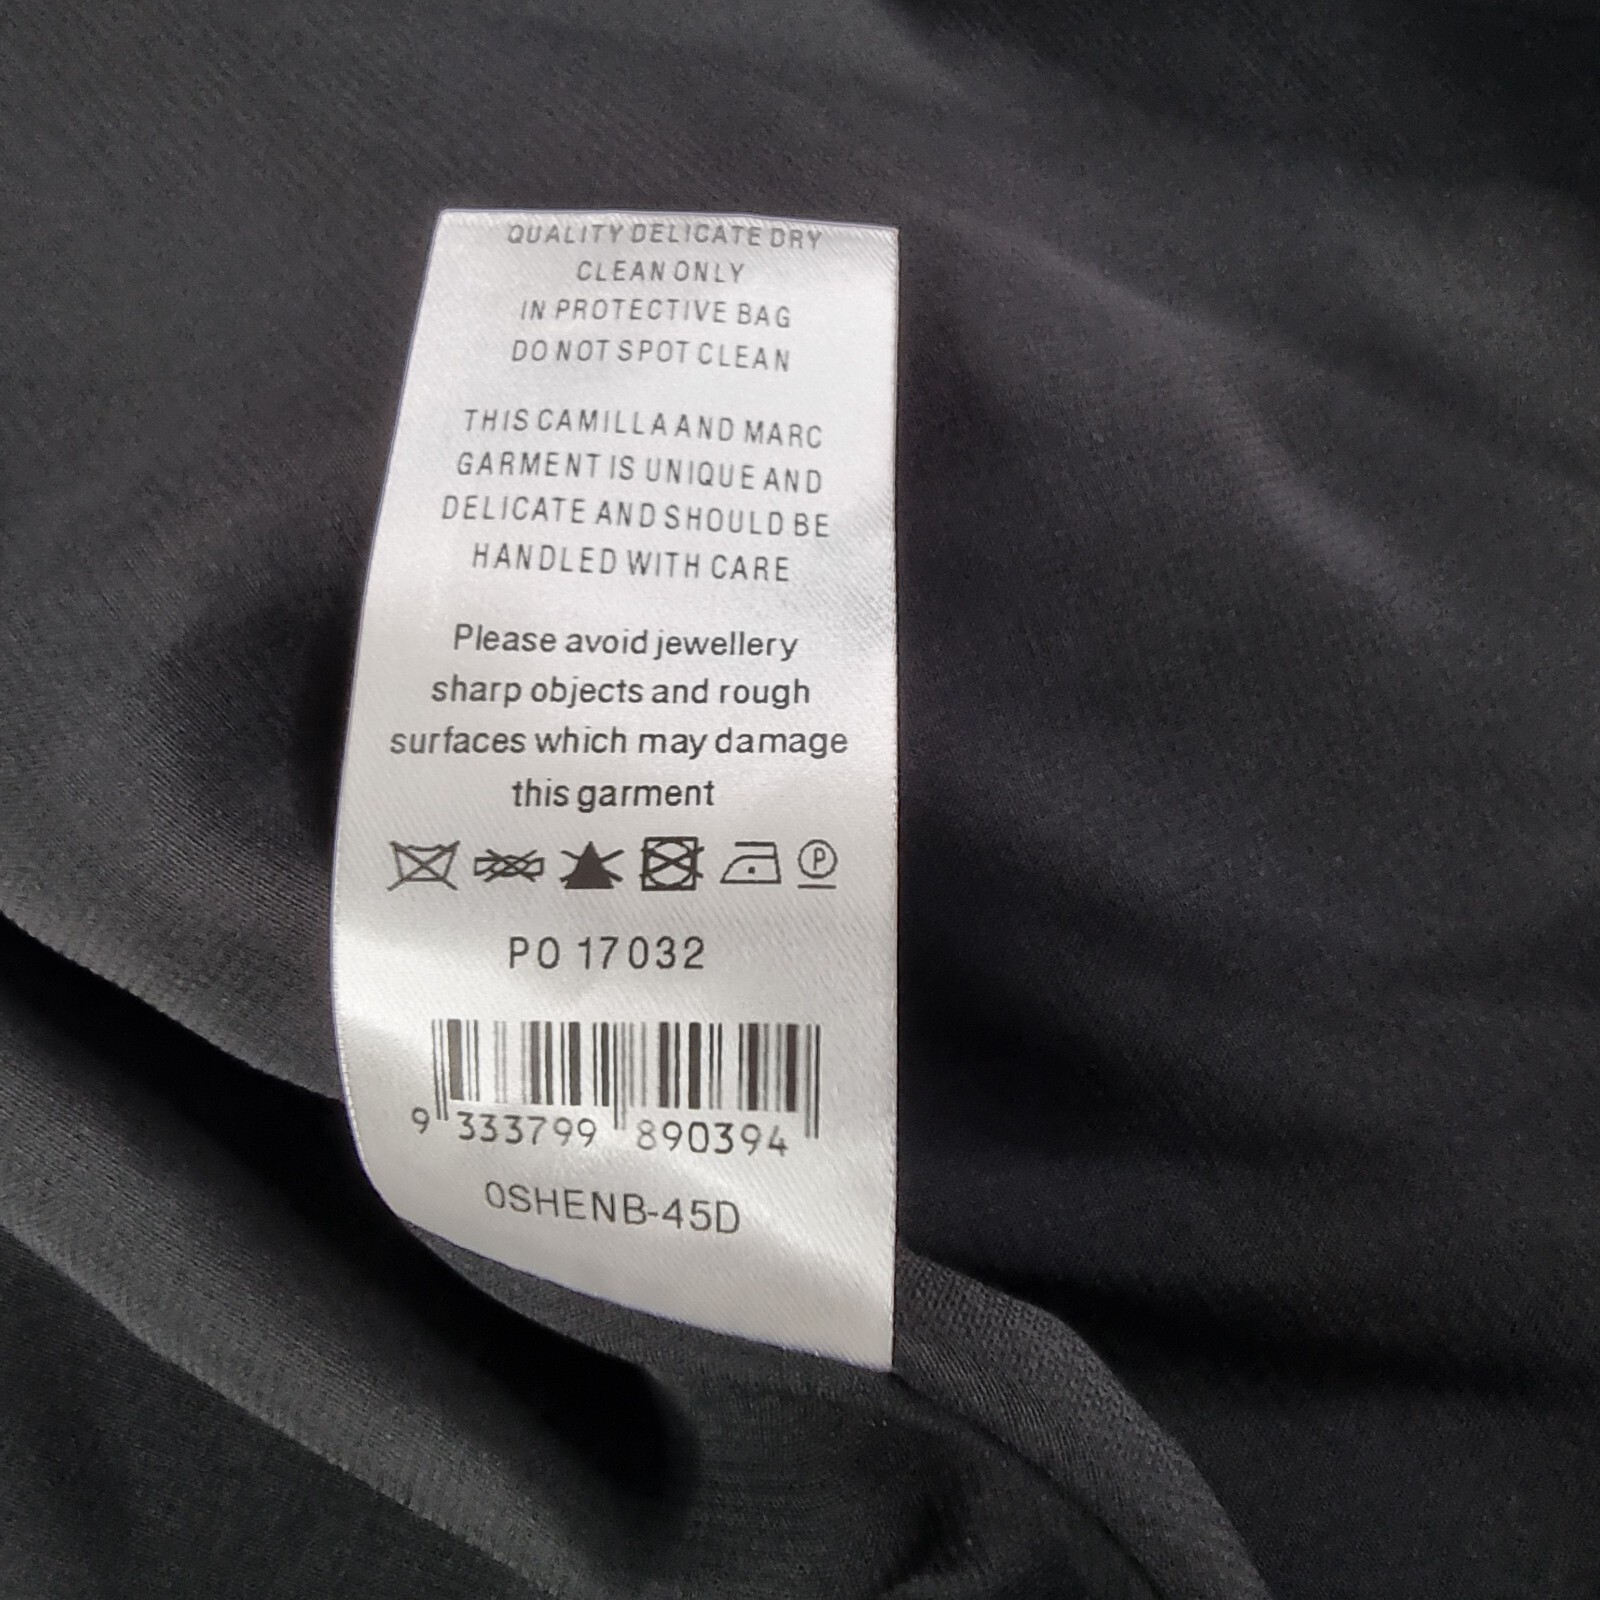 QUALITY DELICATE DRY
CLEAN ONLY
IN PROTECTIVE BAG
DO NOT SPOT CLEAN
THIS CAMILLA AND MARC
GARMENT IS UNIQUE AND
DELICATE AND SHOULD BE
HANDLED WITH CARE
Please avoid jewellery
sharp objects and rough
surfaces which may damage
this garment
P
PO 17032
9 333799 890394
OSHENB-45D